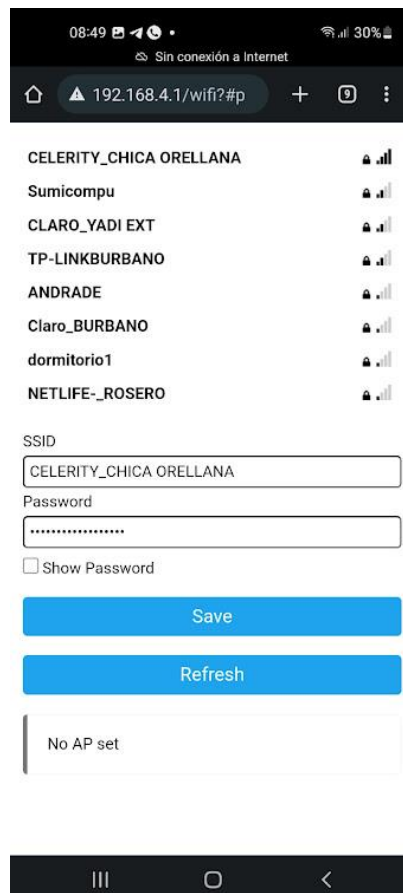 08:49
30%
Sin conexión a Internet
192.168.4.1/wifi?#p
9
CELERITY_CHICA ORELLANA
Sumicompu
CLARO_YADI EXT
TP-LINKBURBANO
ANDRADE
Claro_BURBANO
dormitorio1
NETLIFE-_ROSERO
SSID
CELERITY_CHICA ORELLANA
Password
••••••••••••••••••
Show Password
Save
Refresh
No AP set